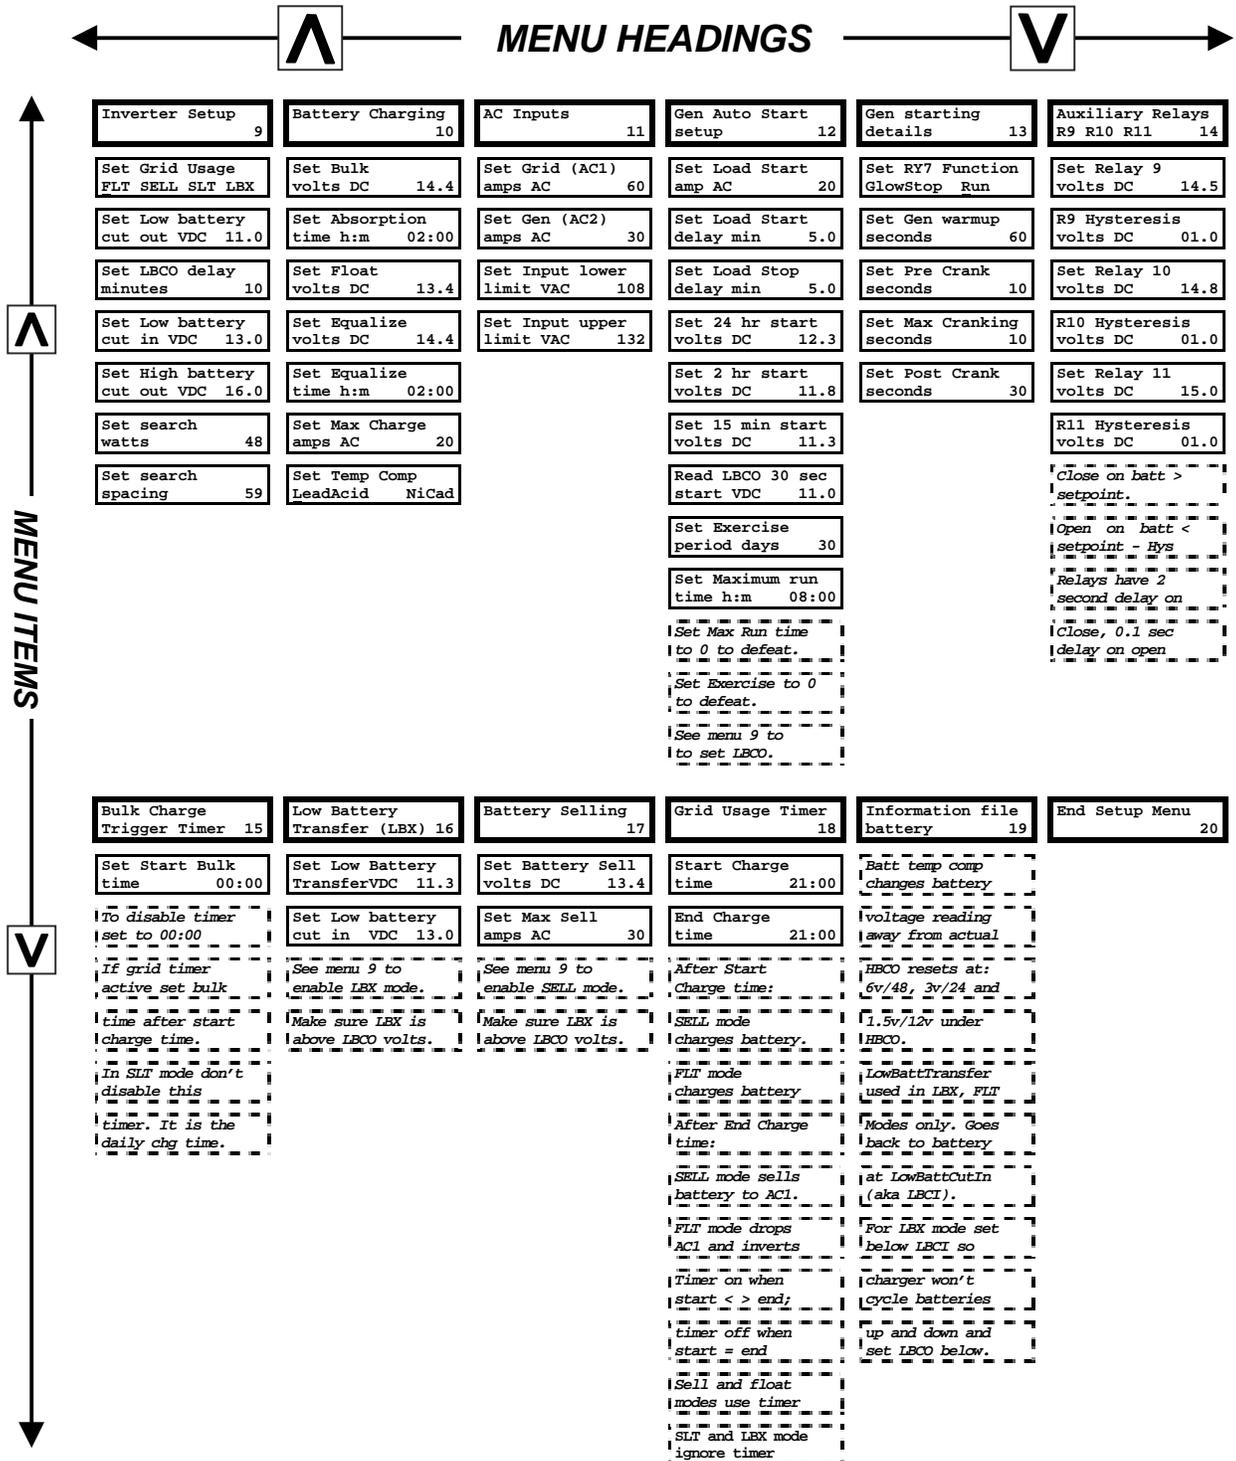 Λ
MENU HEADINGS
V
Inverter Setup
9
Set Grid Usage
FLT SELL SLT LBX
Set Low battery
cut out VDC 11.0
Set LBCO delay
minutes 10
Set Low battery
cut in VDC 13.0
Set High battery
cut out VDC 16.0
Set search
watts 48
Set search
spacing 59
Battery Charging
10
Set Bulk
volts DC 14.4
Set Absorption
time h:m 02:00
Set Float
volts DC 13.4
Set Equalize
volts DC 14.4
Set Equalize
time h:m 02:00
Set Max Charge
amps AC 20
Set Temp Comp
LeadAcid NiCad
AC Inputs
11
Set Grid (AC1)
amps AC 60
Set Gen (AC2)
amps AC 30
Set Input lower
limit VAC 108
Set Input upper
limit VAC 132
Gen Auto Start
setup 12
Set Load Start
amp AC 20
Set Load Start
delay min 5.0
Set Load Stop
delay min 5.0
Set 24 hr start
volts DC 12.3
Set 2 hr start
volts DC 11.8
Set 15 min start
volts DC 11.3
Read LBCO 30 sec
start VDC 11.0
Set Exercise
period days 30
Set Maximum run
time h:m 08:00
Set Max Run time
to 0 to defeat.
Set Exercise to 0
to defeat.
See menu 9 to
to set LBCO.
Gen starting
details 13
Set RY7 Function
GlowStop Run
Set Gen warmup
seconds 60
Set Pre Crank
seconds 10
Set Max Cranking
seconds 10
Set Post Crank
seconds 30
Auxiliary Relays
R9 R10 R11 14
Set Relay 9
volts DC 14.5
R9 Hysteresis
volts DC 01.0
Set Relay 10
volts DC 14.8
R10 Hysteresis
volts DC 01.0
Set Relay 11
volts DC 15.0
R11 Hysteresis
volts DC 01.0
Close on batt >
setpoint.
Open on batt <
setpoint - Hys
Relays have 2
second delay on
Close, 0.1 sec
delay on open
Λ
MENU ITEMS
V
Bulk Charge
Trigger Timer 15
Set Start Bulk
time 00:00
To disable timer
set to 00:00
If grid timer
active set bulk
time after start
charge time.
In SLT mode don't
disable this
timer. It is the
daily chg time.
Low Battery
Transfer (LBX) 16
Set Low Battery
TransferVDC 11.3
Set Low battery
cut in VDC 13.0
See menu 9 to
enable LBX mode.
Make sure LBX is
above LBCO volts.
Battery Selling
17
Set Battery Sell
volts DC 13.4
Set Max Sell
amps AC 30
See menu 9 to
enable SELL mode.
Make sure LBX is
above LBCO volts.
Grid Usage Timer
18
Start Charge
time 21:00
End Charge
time 21:00
After Start
Charge time:
SELL mode
charges battery.
FLT mode
charges battery
After End Charge
time:
SELL mode sells
battery to AC1.
FLT mode drops
AC1 and inverts
Timer on when
start < > end;
timer off when
start = end
Sell and float
modes use timer
SLT and LBX mode
ignore timer
Information file
battery 19
Batt temp comp
changes battery
voltage reading
away from actual
HBCO resets at:
6v/48, 3v/24 and
1.5v/12v under
HBCO.
LowBattTransfer
used in LBX, FLT
Modes only. Goes
back to battery
at LowBattCutIn
(aka LBCI).
For LBX mode set
below LBCI so
charger won't
cycle batteries
up and down and
set LBCO below.
End Setup Menu
20